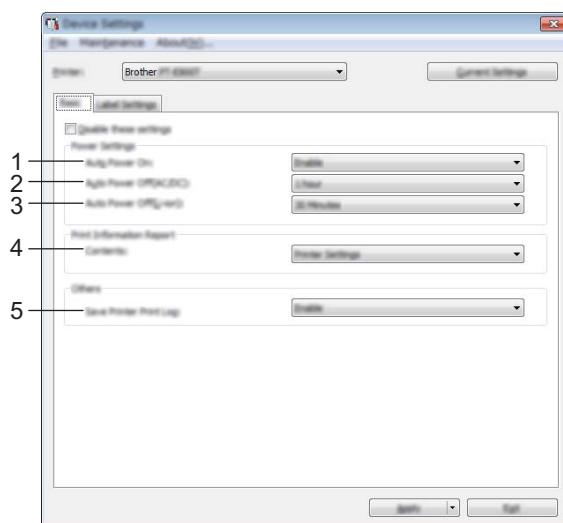 Device Settings
File Maintenance About(H)...
Printer: Brother PT-E800T Current Settings
Basic Label Settings
Disable these settings
Power Settings
1 Auto Power On: Enable
2 Auto Power Off(AC/DC): 1 hour
3 Auto Power Off(Li-ion): 30 Minutes
Print Information Report
4 Contents: Printer Settings
Others
5 Save Printer Print Log: Enable
Apply Exit